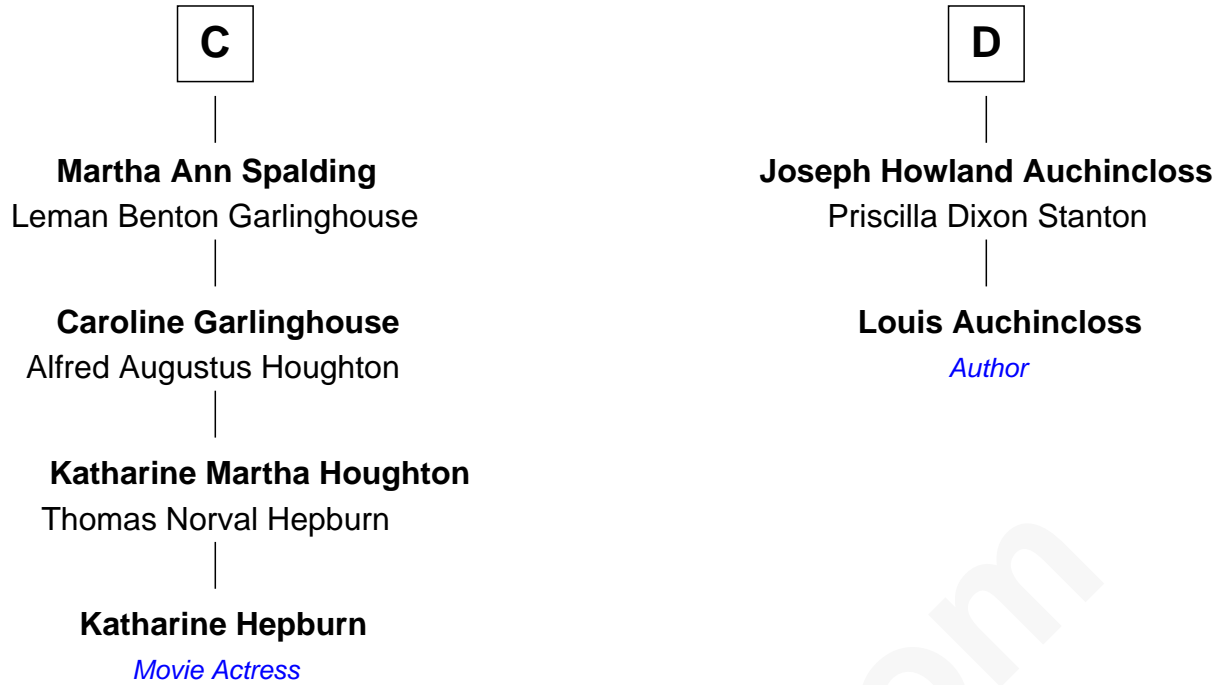 C
Martha Ann Spalding
Leman Benton Garlinghouse
Caroline Garlinghouse
Alfred Augustus Houghton
Katharine Martha Houghton
Thomas Norval Hepburn
Katharine Hepburn
Movie Actress
D
Joseph Howland Auchincloss
Priscilla Dixon Stanton
Louis Auchincloss
Author
om